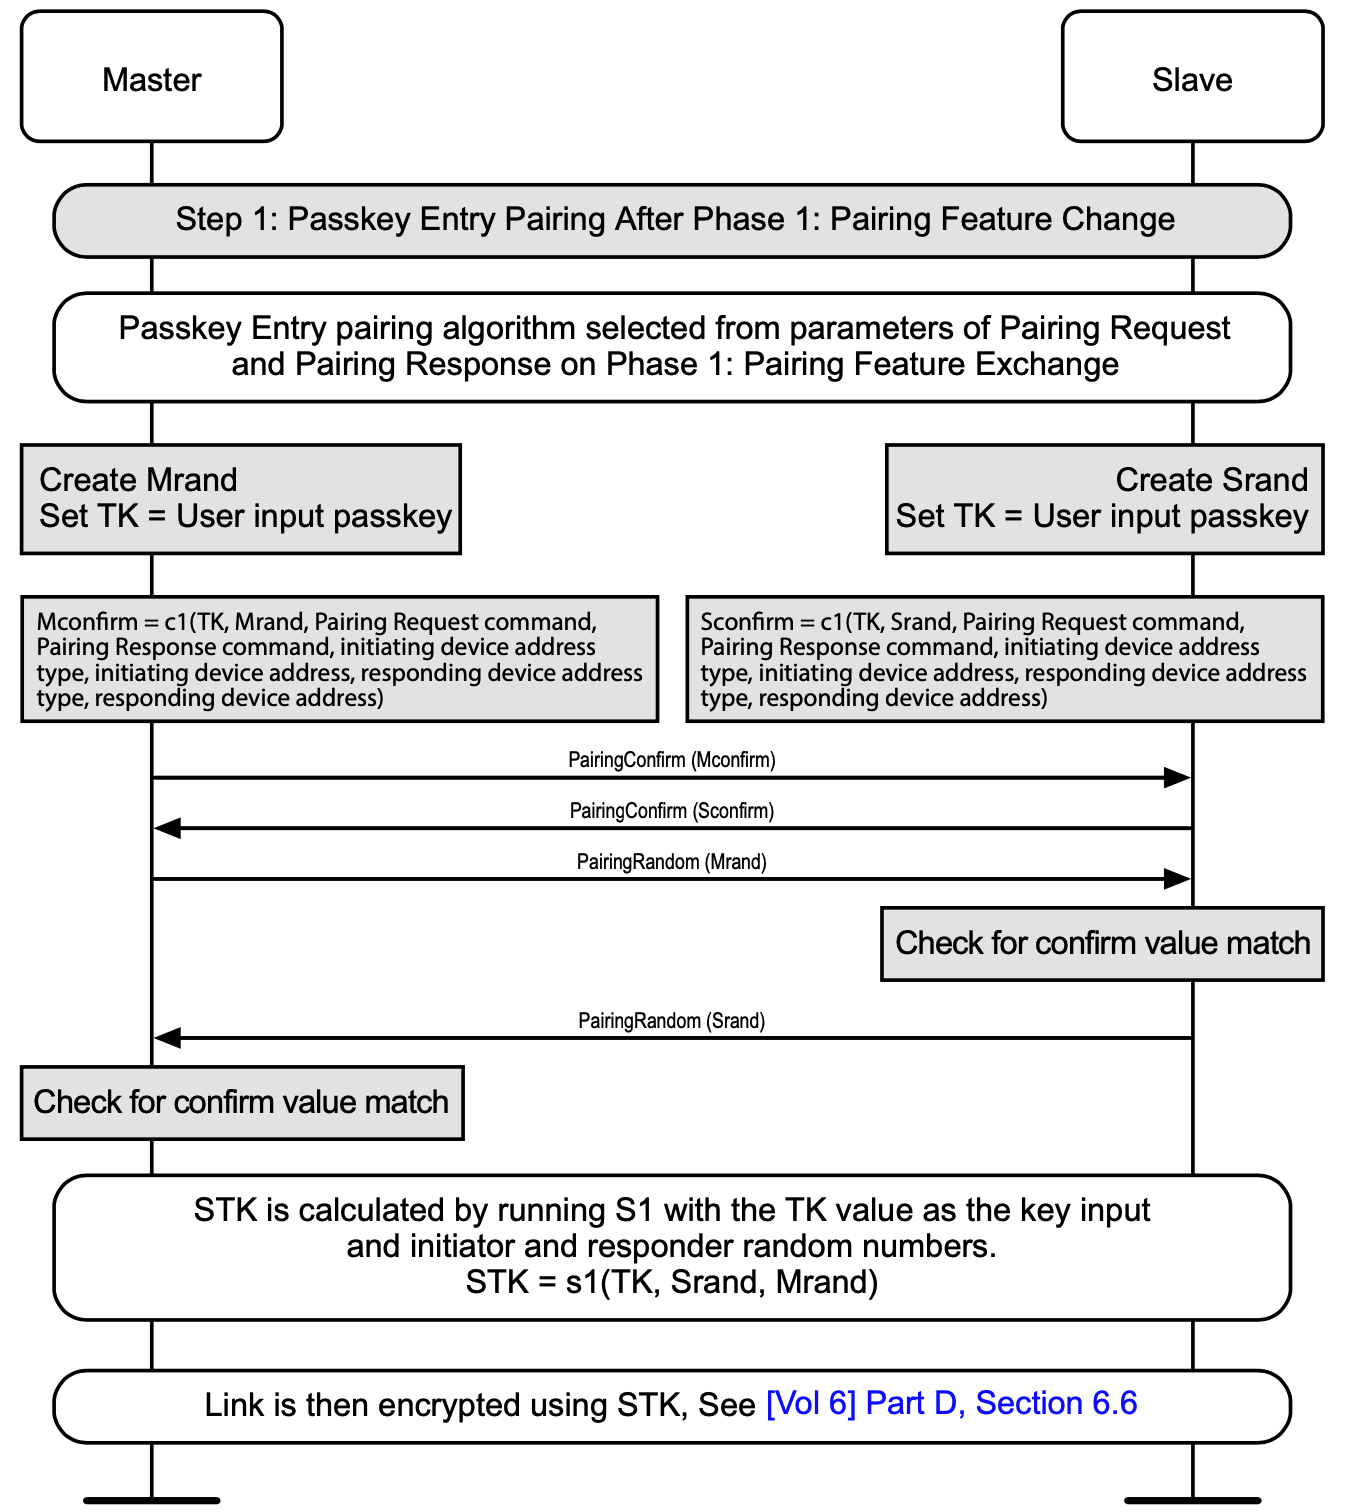 Master
Slave
Step 1: Passkey Entry Pairing After Phase 1: Pairing Feature Change
Passkey Entry pairing algorithm selected from parameters of Pairing Request
and Pairing Response on Phase 1: Pairing Feature Exchange
Create Mrand
Set TK = User input passkey
Create Srand
Set TK = User input passkey
Mconfirm = c1(TK, Mrand, Pairing Request command,
Pairing Response command, initiating device address
type, initiating device address, responding device address
type, responding device address)
Sconfirm = c1(TK, Srand, Pairing Request command,
Pairing Response command, initiating device address
type, initiating device address, responding device address
type, responding device address)
PairingConfirm (Mconfirm)
PairingConfirm (Sconfirm)
PairingRandom (Mrand)
Check for confirm value match
PairingRandom (Srand)
Check for confirm value match
STK is calculated by running S1 with the TK value as the key input
and initiator and responder random numbers.
STK = s1(TK, Srand, Mrand)
Link is then encrypted using STK, See [Vol 6] Part D, Section 6.6